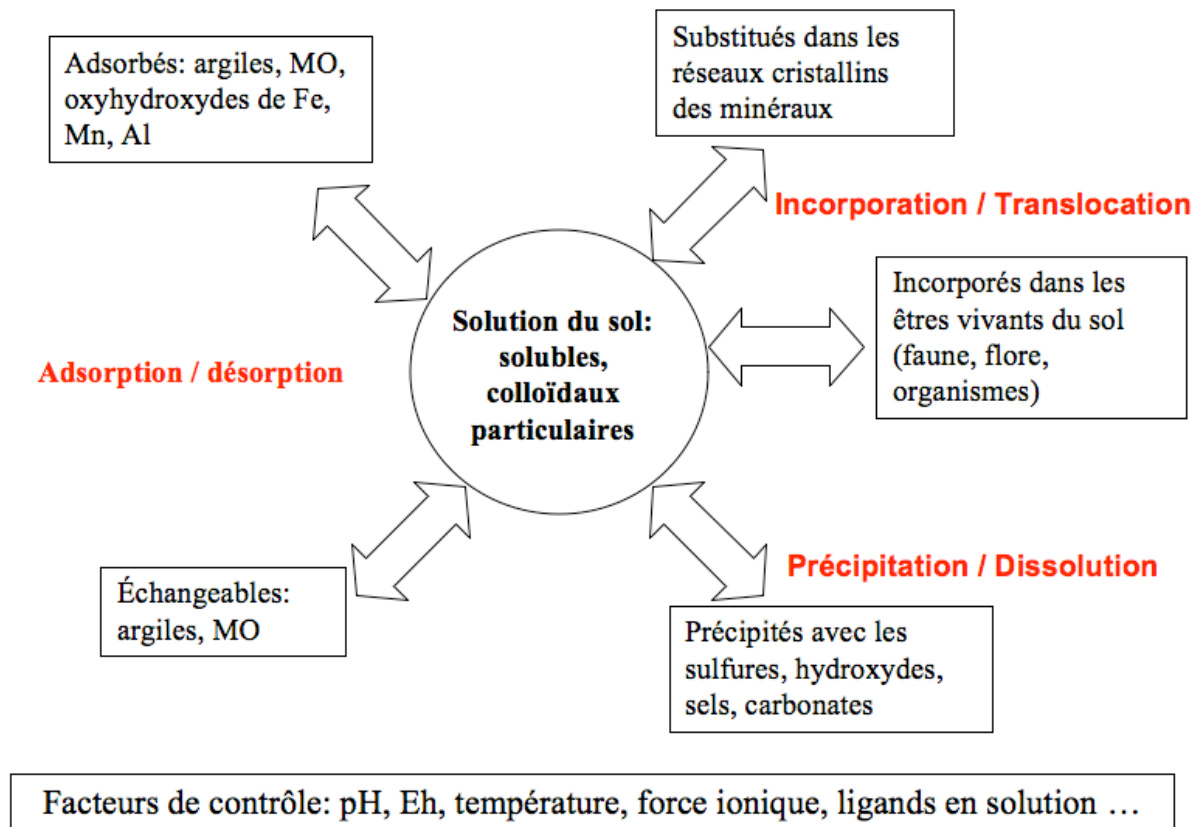 Adsorbés: argiles, MO,
oxyhydroxydes de Fe,
Mn, Al
Substitués dans les
réseaux cristallins
des minéraux
Incorporation / Translocation
Incorporés dans les
êtres vivants du sol
(faune, flore,
organismes)
Solution du sol:
solubles,
colloïdaux
particulaires
Adsorption / désorption
Précipitation / Dissolution
Échangeables:
argiles, MO
Précipités avec les
sulfures, hydroxydes,
sels, carbonates
Facteurs de contrôle: pH, Eh, température, force ionique, ligands en solution …